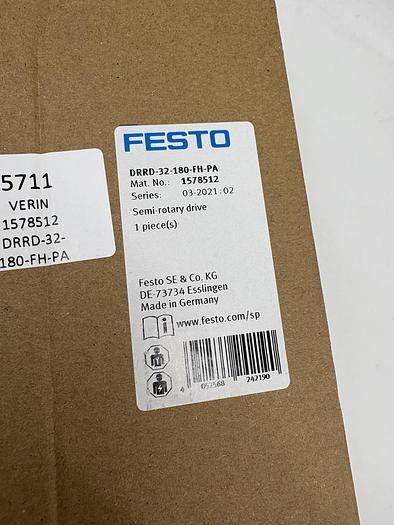 5711
VERIN
1578512
DRRD-32-
180-FH-PA
FESTO
DRRD-32-180-FH-PA
Mat. No.: 1578512
Series: 03-2021:02
Semi-rotary drive
1 piece(s)
Festo SE & Co. KG
DE-73734 Esslingen
Made in Germany
www.festo.com/sp
4 052568 242190